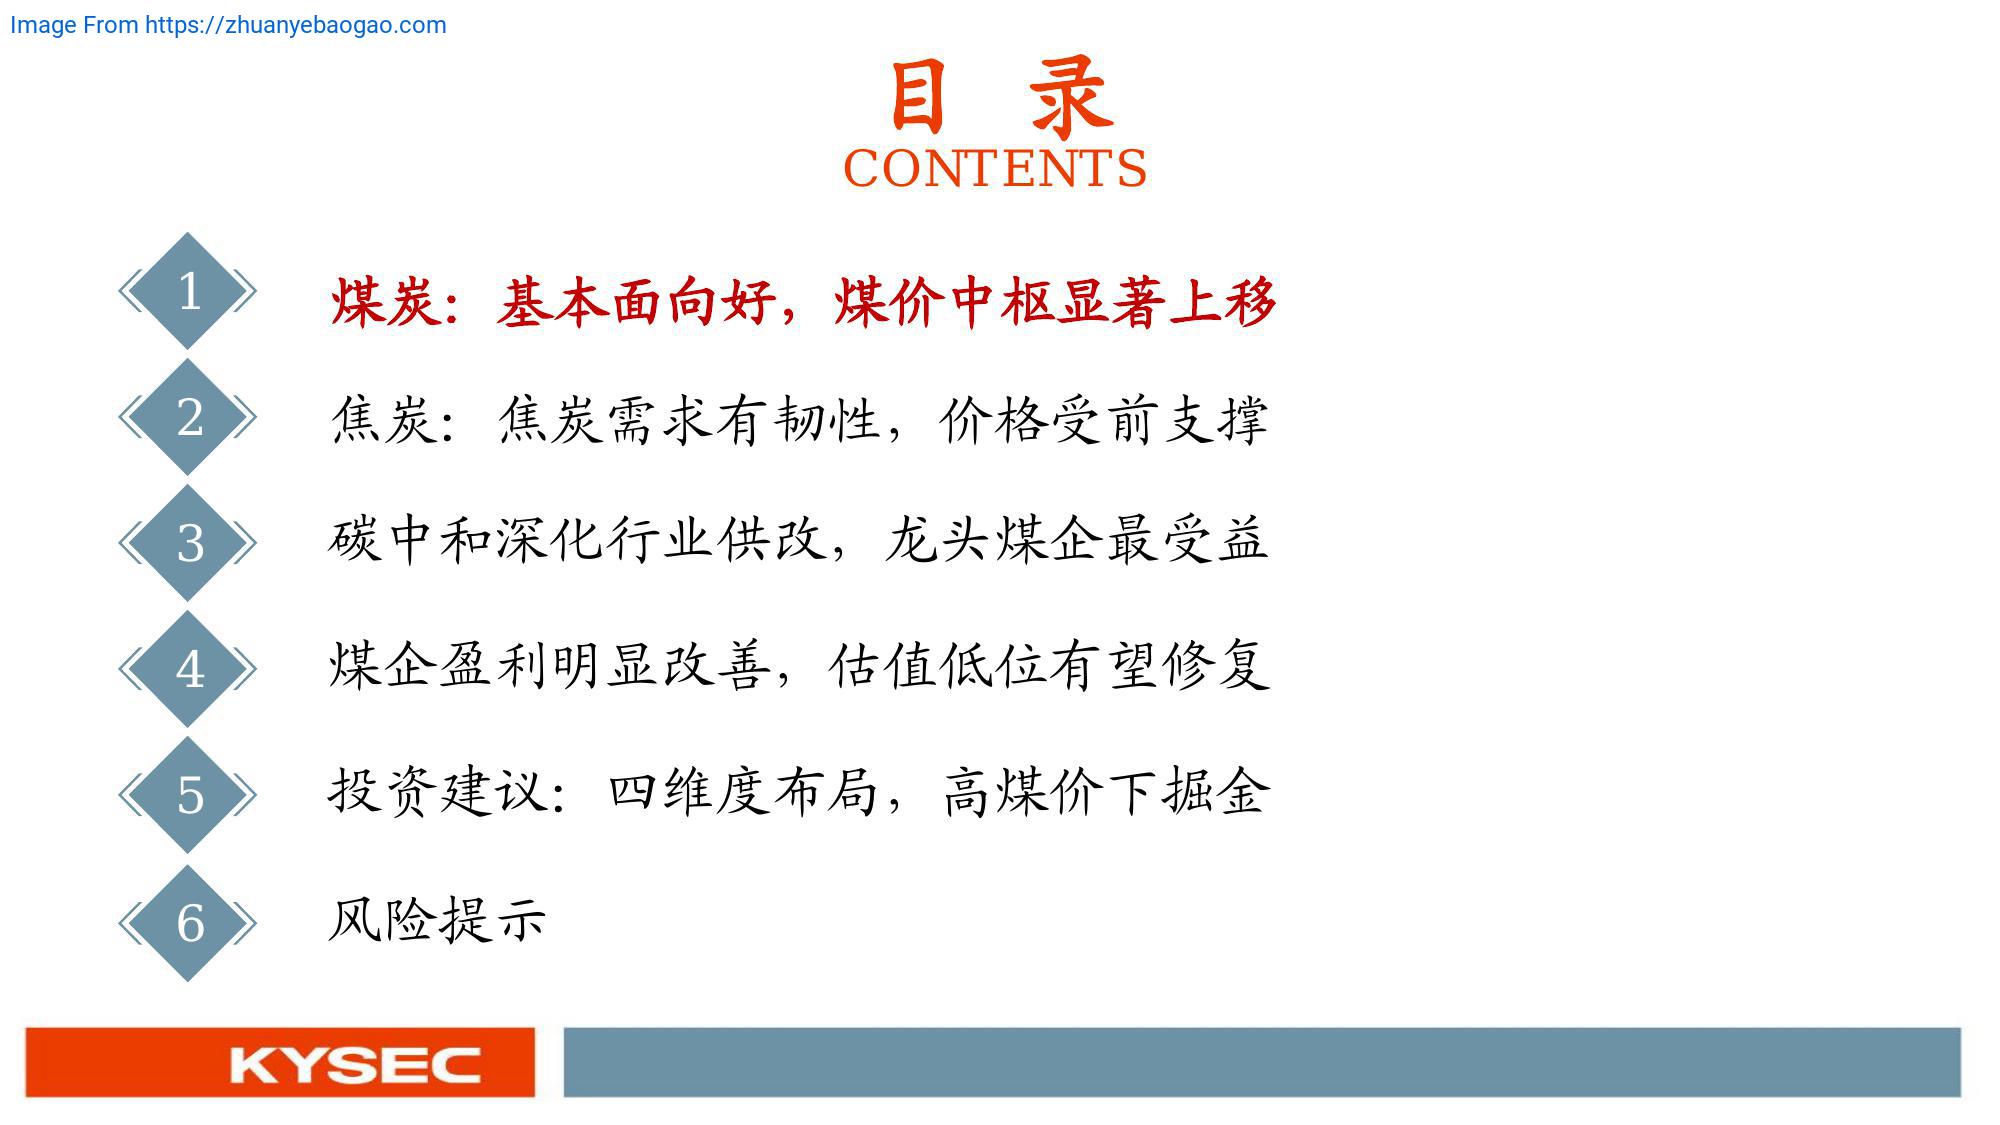 Image From https://zhuanyebaogao.com
目 录
CONTENTS
1 煤炭：基本面向好，煤价中枢显著上移
2 焦炭：焦炭需求有韧性，价格受前支撑
3 碳中和深化行业供改，龙头煤企最受益
4 煤企盈利明显改善，估值低位有望修复
5 投资建议：四维度布局，高煤价下掘金
6 风险提示
KYSEC